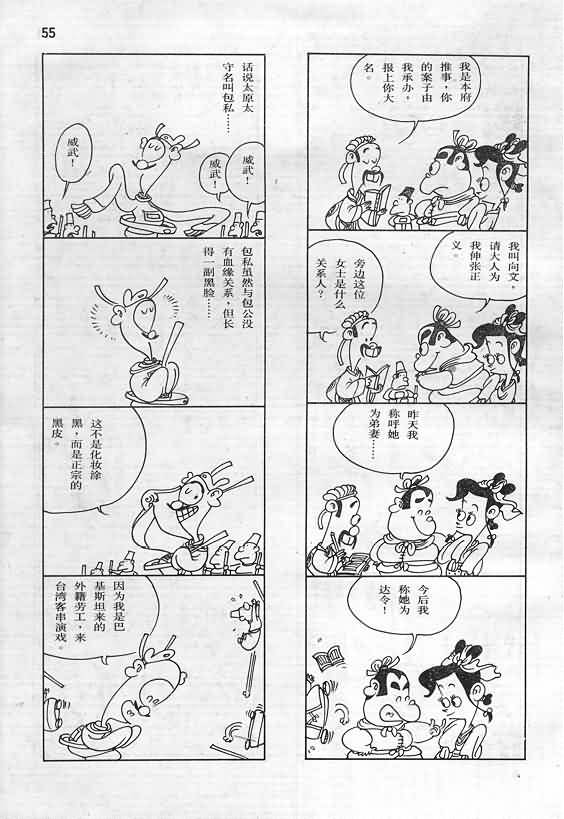 55
我是本府
推事，你
的案子由
我承办，
报上你大
名。
我叫向文，
请大人为
我伸张正
义。
旁边这位
女士是什么
关系人？
昨天我
称呼她
为弟妻……
今后我
称她为
达令！
话说太原太
守名叫包私……
威武！
威武！
威武！
包私虽然与包公没
有血缘关系，但长
得一副黑脸……
这不是化妆涂
黑，而是正宗的
黑皮。
因为我是巴
基斯坦来的
外籍劳工，来
台湾客串演戏。